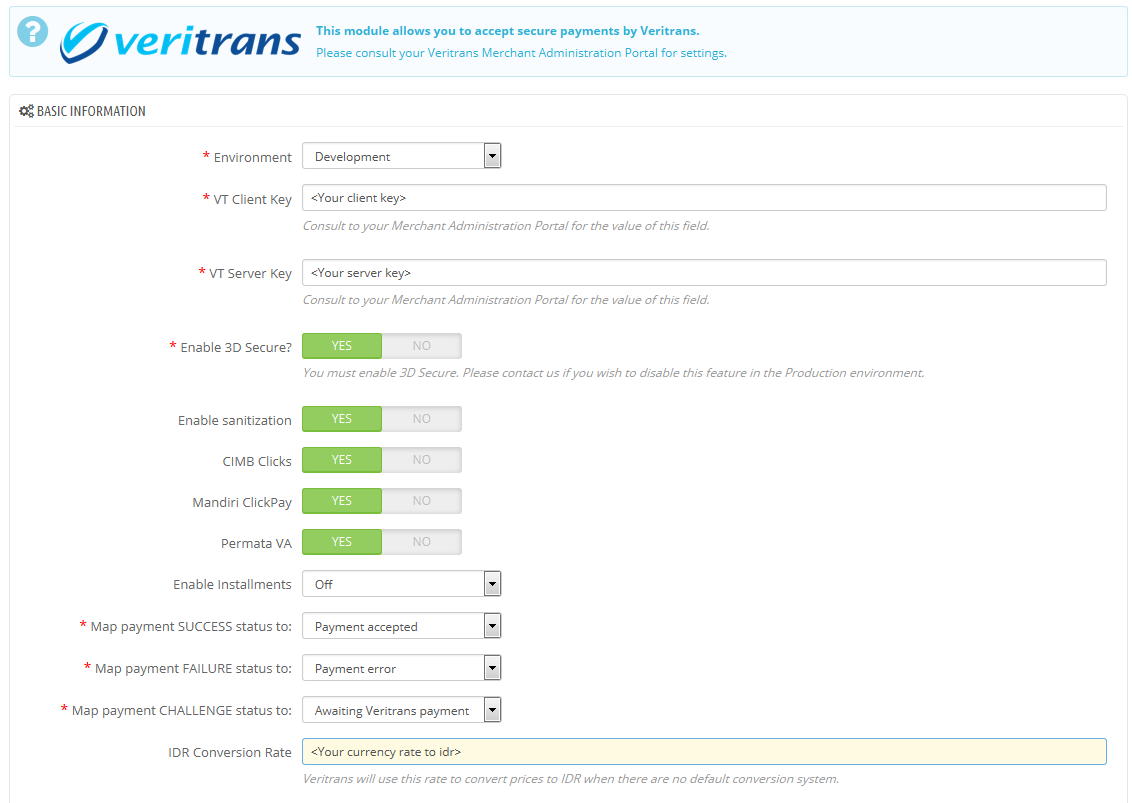 ?
veritrans
This module allows you to accept secure payments by Veritrans.
Please consult your Veritrans Merchant Administration Portal for settings.
BASIC INFORMATION
* Environment Development
* VT Client Key <Your client key>
Consult to your Merchant Administration Portal for the value of this field.
* VT Server Key <Your server key>
Consult to your Merchant Administration Portal for the value of this field.
* Enable 3D Secure? YES NO
You must enable 3D Secure. Please contact us if you wish to disable this feature in the Production environment.
Enable sanitization YES NO
CIMB Clicks YES NO
Mandiri ClickPay YES NO
Permata VA YES NO
Enable Installments Off
* Map payment SUCCESS status to: Payment accepted
* Map payment FAILURE status to: Payment error
* Map payment CHALLENGE status to: Awaiting Veritrans payment
IDR Conversion Rate <Your currency rate to idr>
Veritrans will use this rate to convert prices to IDR when there are no default conversion system.